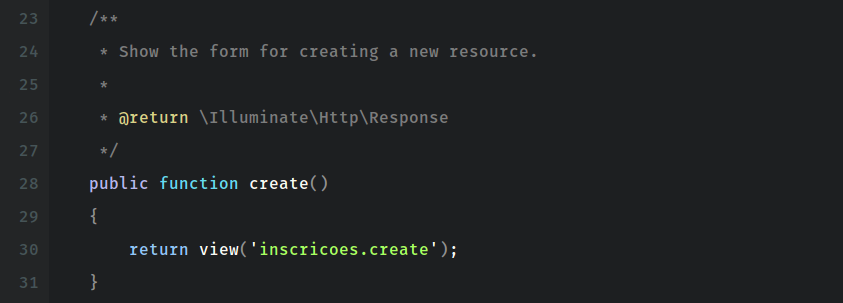 23 /**
24  * Show the form for creating a new resource.
25  *
26  * @return \Illuminate\Http\Response
27  */
28 public function create()
29 {
30     return view('inscricoes.create');
31 }